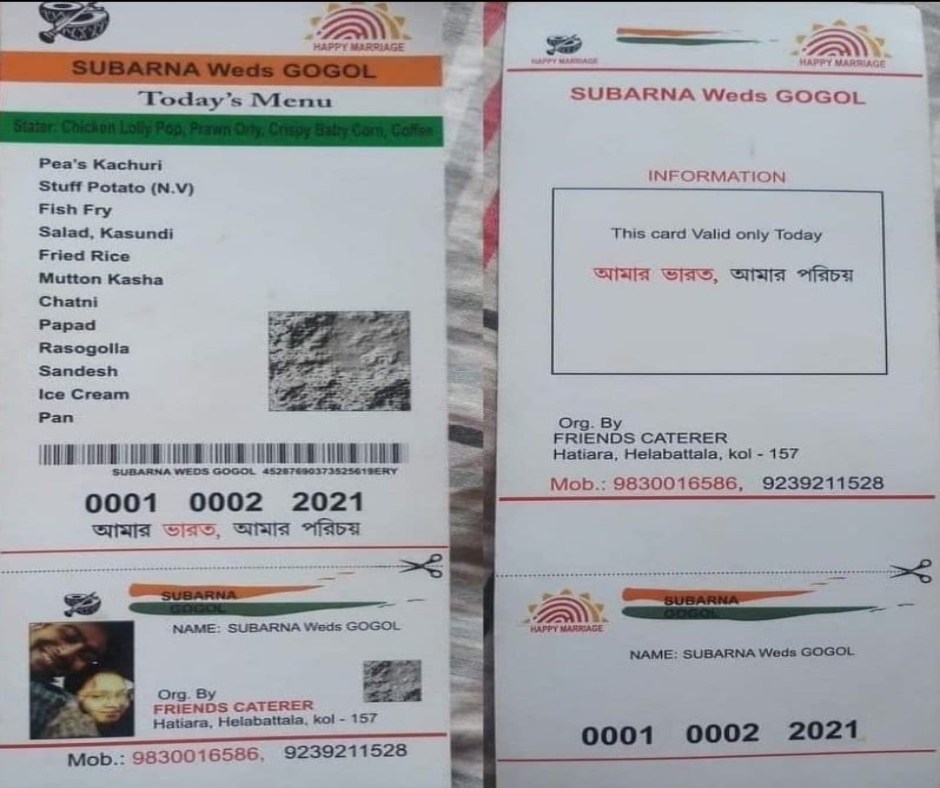 HAPPY MARRIAGE
SUBARNA Weds GOGOL
Today's Menu
Stater: Chicken Lolly Pop, Prawn Orly, Crispy Baby Corn, Coffee
Pea's Kachuri
Stuff Potato (N.V)
Fish Fry
Salad, Kasundi
Fried Rice
Mutton Kasha
Chatni
Papad
Rasogolla
Sandesh
Ice Cream
Pan
SUBARNA WEDS GOGOL 45287690373525619ERY
0001 0002 2021
আমার ভারত, আমার পরিচয়
SUBARNA
GOGOL
NAME: SUBARNA Weds GOGOL
Org. By
FRIENDS CATERER
Hatiara, Helabattala, kol - 157
Mob.: 9830016586, 9239211528
HAPPY MARRIAGE
HAPPY MARRIAGE
SUBARNA Weds GOGOL
INFORMATION
This card Valid only Today
আমার ভারত, আমার পরিচয়
Org. By
FRIENDS CATERER
Hatiara, Helabattala, kol - 157
Mob.: 9830016586, 9239211528
HAPPY MARRIAGE
SUBARNA
GOGOL
NAME: SUBARNA Weds GOGOL
0001 0002 2021